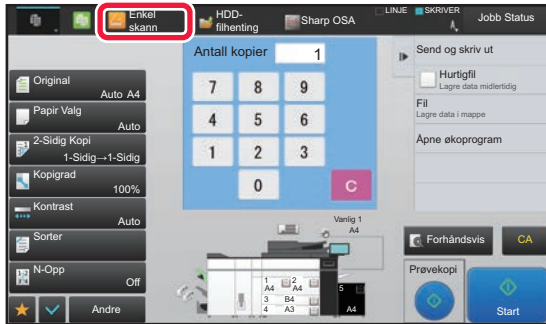 Enkel
skann
HDD-
filhenting
Sharp OSA
LINJE
SKRIVER
Jobb Status
Original
Auto A4
Papir Valg
Auto
2-Sidig Kopi
1-Sidig→1-Sidig
Kopigrad
100%
Kontrast
Auto
Sorter
N-Opp
Off
Andre
Antall kopier 1
7 8 9
4 5 6
1 2 3
0 C
Vanlig 1
A4
1 A4 2 A4
3 B4
4 A3
5 A4
Send og skriv ut
Hurtigfil
Lagre data midlertidig
Fil
Lagre data i mappe
Åpne økoprogram
Forhåndsvis CA
Prøvekopi
Start